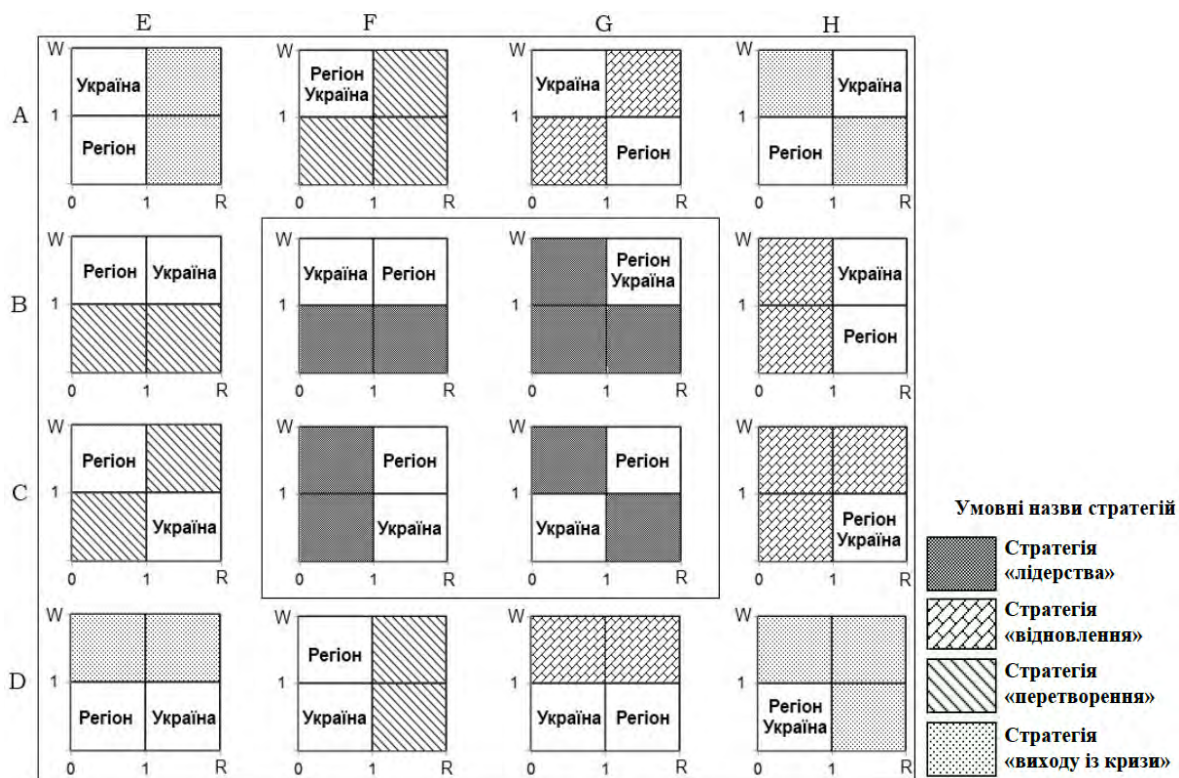 E F G H
A
W
Україна
1
Регіон
0 1 R
W
Регіон
Україна
1
0 1 R
W
Україна
1
Регіон
0 1 R
W
Україна
1
Регіон
0 1 R
B
W
Регіон Україна
1
0 1 R
W
Україна Регіон
1
0 1 R
W
Регіон
Україна
1
0 1 R
W
Україна
1
Регіон
0 1 R
C
W
Регіон
1
Україна
0 1 R
W
Регіон
1
Україна
0 1 R
W
Регіон
1
Україна
0 1 R
W
1
Регіон
Україна
0 1 R
D
W
1
Регіон Україна
0 1 R
W
Регіон
1
Україна
0 1 R
W
1
Україна Регіон
0 1 R
W
1
Регіон
Україна
0 1 R
Умовні назви стратегій
Стратегія
«лідерства»
Стратегія
«відновлення»
Стратегія
«перетворення»
Стратегія
«виходу із кризи»